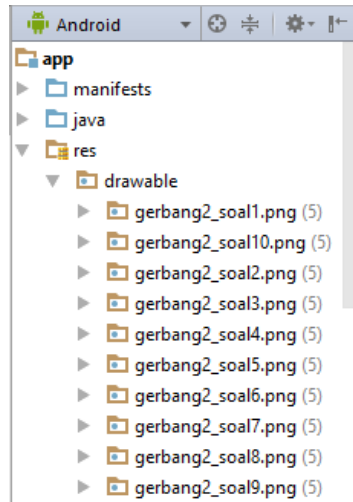 Android
app
manifests
java
res
drawable
gerbang2_soal1.png (5)
gerbang2_soal10.png (5)
gerbang2_soal2.png (5)
gerbang2_soal3.png (5)
gerbang2_soal4.png (5)
gerbang2_soal5.png (5)
gerbang2_soal6.png (5)
gerbang2_soal7.png (5)
gerbang2_soal8.png (5)
gerbang2_soal9.png (5)